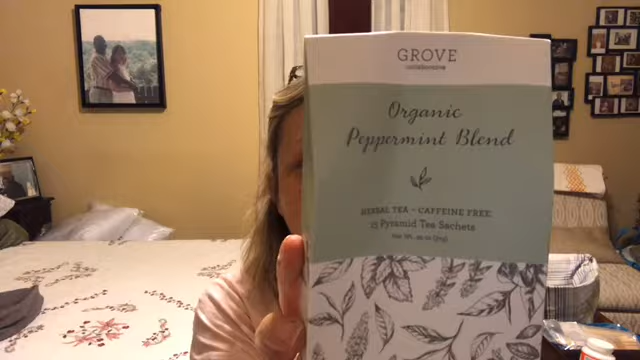 GROVE
collaborative
Organic
Peppermint Blend
HERBAL TEA - CAFFEINE FREE
15 Pyramid Tea Sachets